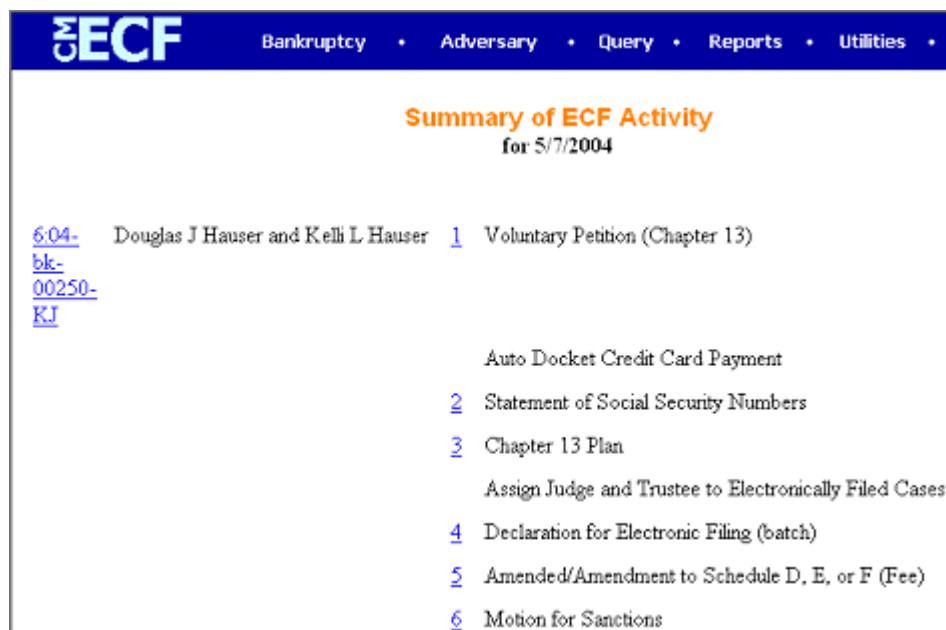 CM ECF Bankruptcy • Adversary • Query • Reports • Utilities •
Summary of ECF Activity
for 5/7/2004
6:04- Douglas J Hauser and Kelli L Hauser 1 Voluntary Petition (Chapter 13)
bk-
00250-
KJ
Auto Docket Credit Card Payment
2 Statement of Social Security Numbers
3 Chapter 13 Plan
Assign Judge and Trustee to Electronically Filed Cases
4 Declaration for Electronic Filing (batch)
5 Amended/Amendment to Schedule D, E, or F (Fee)
6 Motion for Sanctions